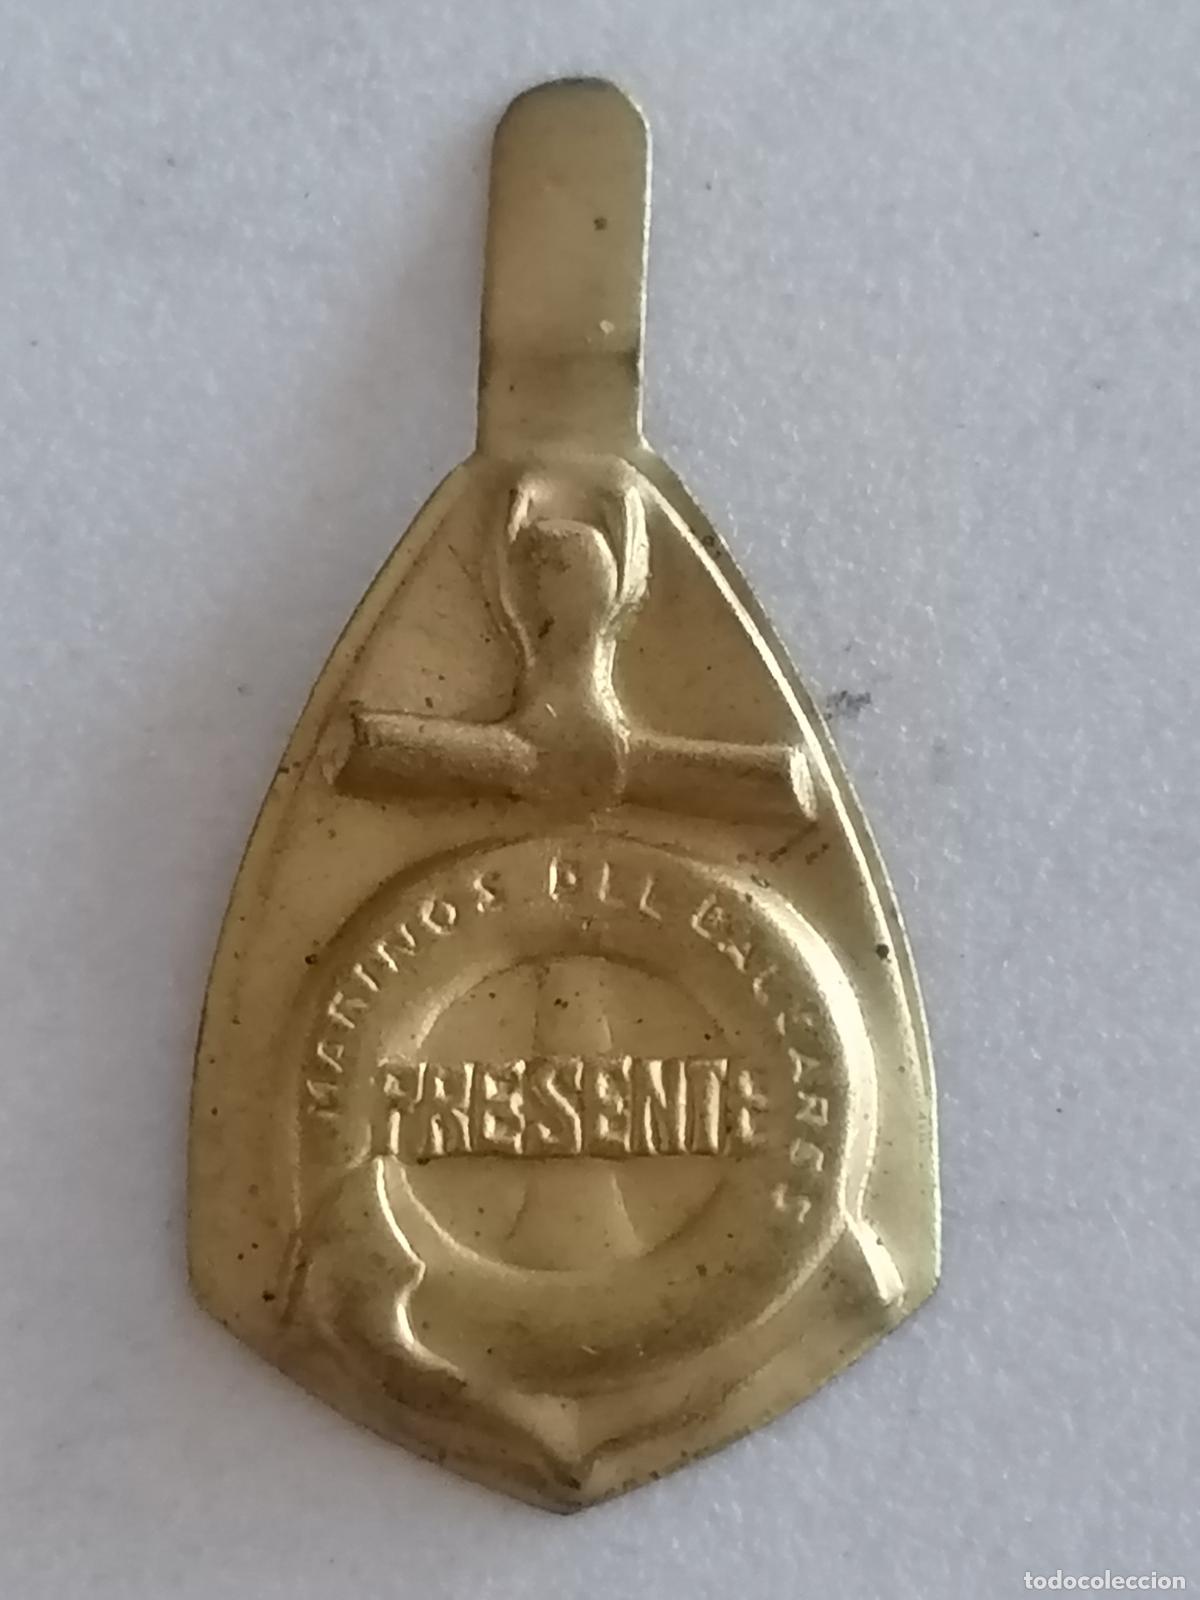 MARINOS DEL BALEARES
PRESENTE
todocoleccion